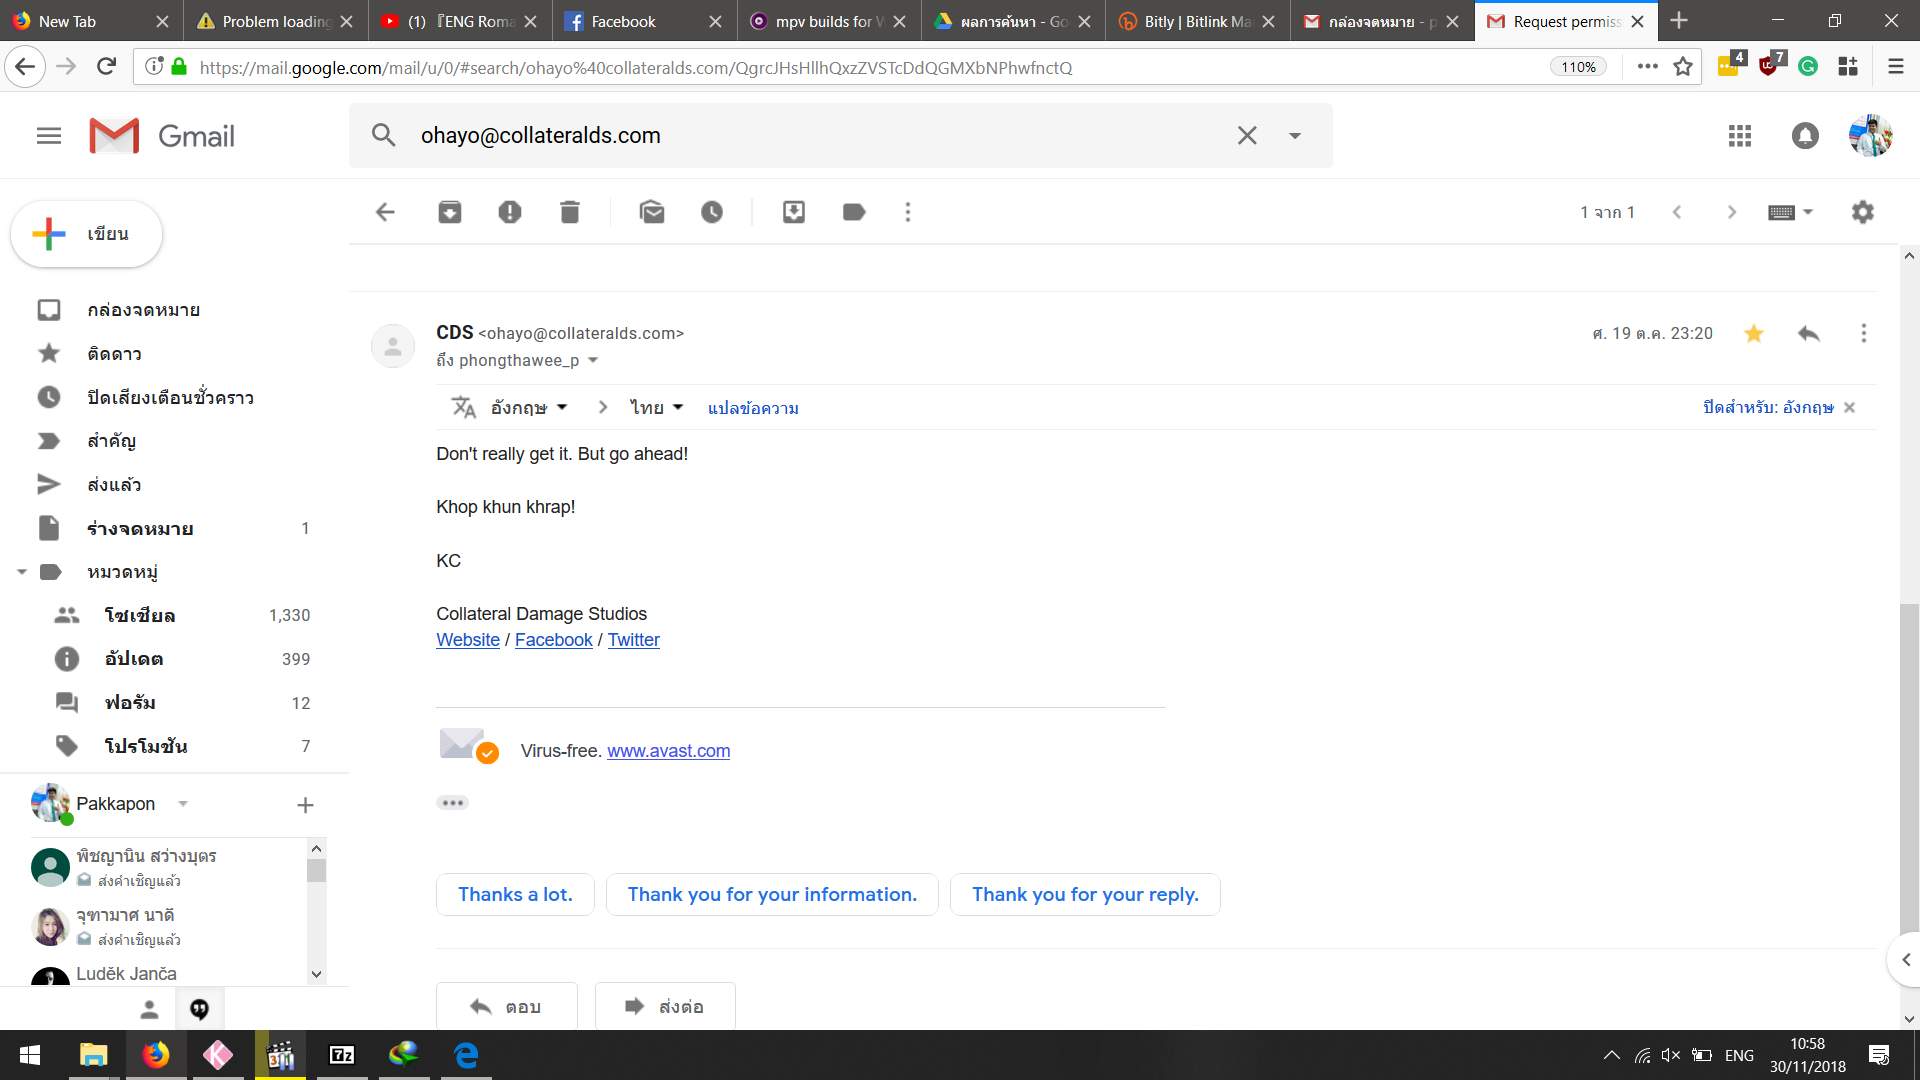 New Tab
Problem loading
(1) 『ENG Roma
Facebook
mpv builds for W
ผลการค้นหา - Go
Bitly | Bitlink Ma
กล่องจดหมาย - p
Request permiss
https://mail.google.com/mail/u/0/#search/ohayo%40collateralds.com/QgrcJHsHllhQxzZVSTcDdQGMXbNPhwfnctQ
110%
4
7
Gmail
ohayo@collateralds.com
เขียน
1 จาก 1
กล่องจดหมาย
ติดดาว
ปิดเสียงเตือนชั่วคราว
สำคัญ
ส่งแล้ว
ร่างจดหมาย 1
หมวดหมู่
โซเชียล 1,330
อัปเดต 399
ฟอรัม 12
โปรโมชัน 7
Pakkapon
พิชญานิน สว่างบุตร
ส่งคำเชิญแล้ว
จุฑามาศ นาดี
ส่งคำเชิญแล้ว
Luděk Janča
CDS <ohayo@collateralds.com>
ศ. 19 ต.ค. 23:20
ถึง phongthawee_p
อังกฤษ
ไทย
แปลข้อความ
ปิดสำหรับ: อังกฤษ
Don't really get it. But go ahead!
Khop khun khrap!
KC
Collateral Damage Studios
Website / Facebook / Twitter
Virus-free. www.avast.com
Thanks a lot.
Thank you for your information.
Thank you for your reply.
ตอบ
ส่งต่อ
7z
ENG
10:58
30/11/2018